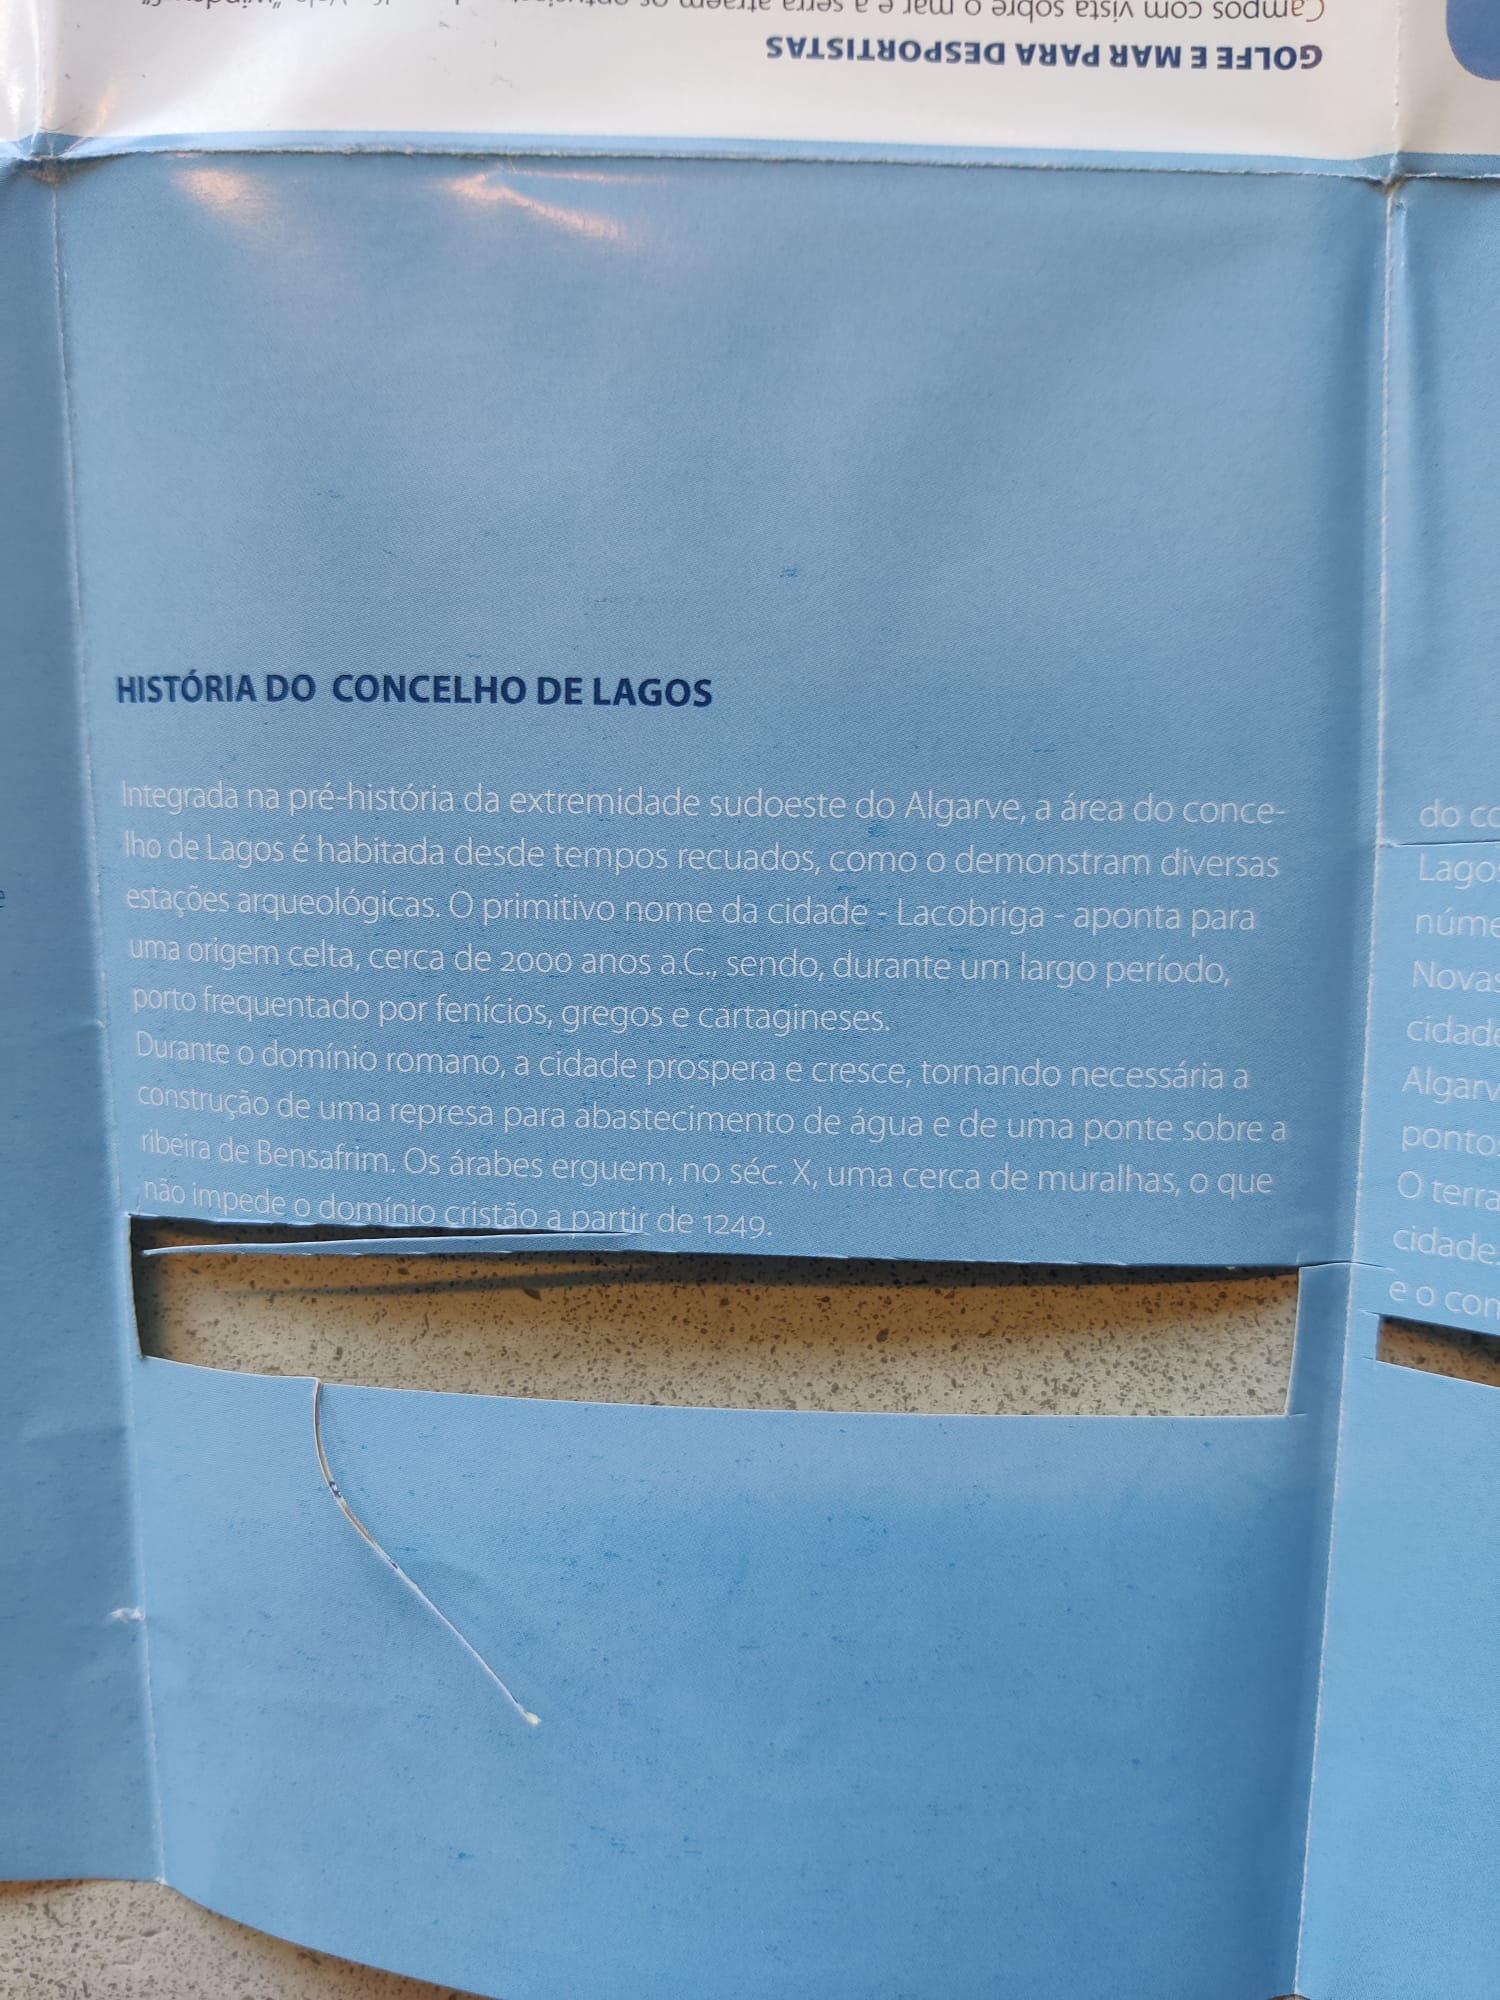 GOLFE E MAR PARA DESPORTISTAS
Campos com vista sobre o mar e a serra atraem os
HISTÓRIA DO CONCELHO DE LAGOS
Integrada na pré-história da extremidade sudoeste do Algarve, a área do conce-
lho de Lagos é habitada desde tempos recuados, como o demonstram diversas
estações arqueológicas. O primitivo nome da cidade - Lacobriga - aponta para
uma origem celta, cerca de 2000 anos a.C., sendo, durante um largo período,
porto frequentado por fenícios, gregos e cartagineses.
Durante o domínio romano, a cidade prospera e cresce, tornando necessária a
construção de uma represa para abastecimento de água e de uma ponte sobre a
ribeira de Bensafrim. Os árabes erguem, no séc. X, uma cerca de muralhas, o que
não impede o domínio cristão a partir de 1249.
do co
Lagos
núme
Novas
cidade
Algarv
ponto
O terra
cidade
e o con